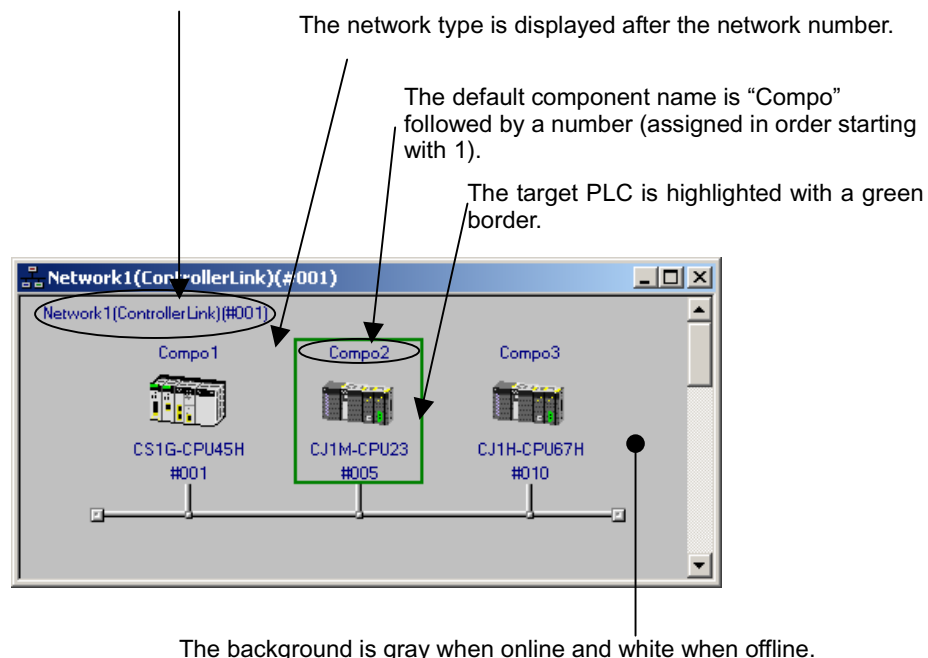 The network type is displayed after the network number.
The default component name is “Compo”
followed by a number (assigned in order starting
with 1).
The target PLC is highlighted with a green
border.
Network1(ControllerLink)(#001)
Network1(ControllerLink)(#001)
Compo1
Compo2
Compo3
CS1G-CPU45H
CJ1M-CPU23
CJ1H-CPU67H
#001
#005
#010
The background is gray when online and white when offline.